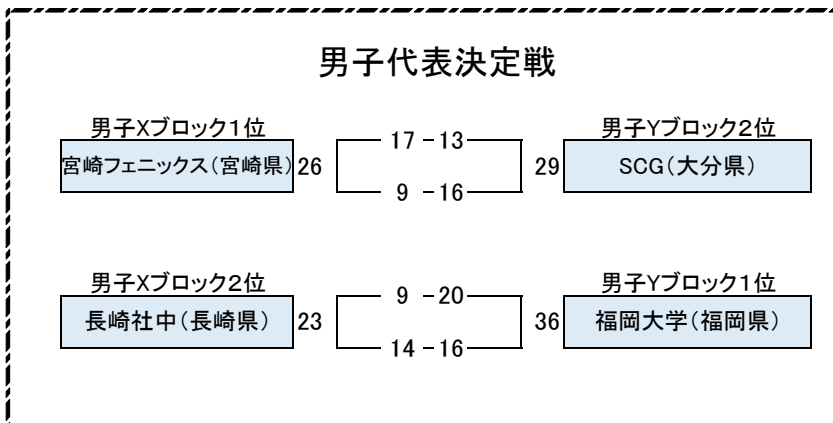 男子代表決定戦
男子Xブロック1位 男子Yブロック2位
17 -13
宮崎フェニックス(宮崎県) 26 29 SCG(大分県)
9 -16
男子Xブロック2位 男子Yブロック1位
9 -20
長崎社中(長崎県) 23 36 福岡大学(福岡県)
14 -16